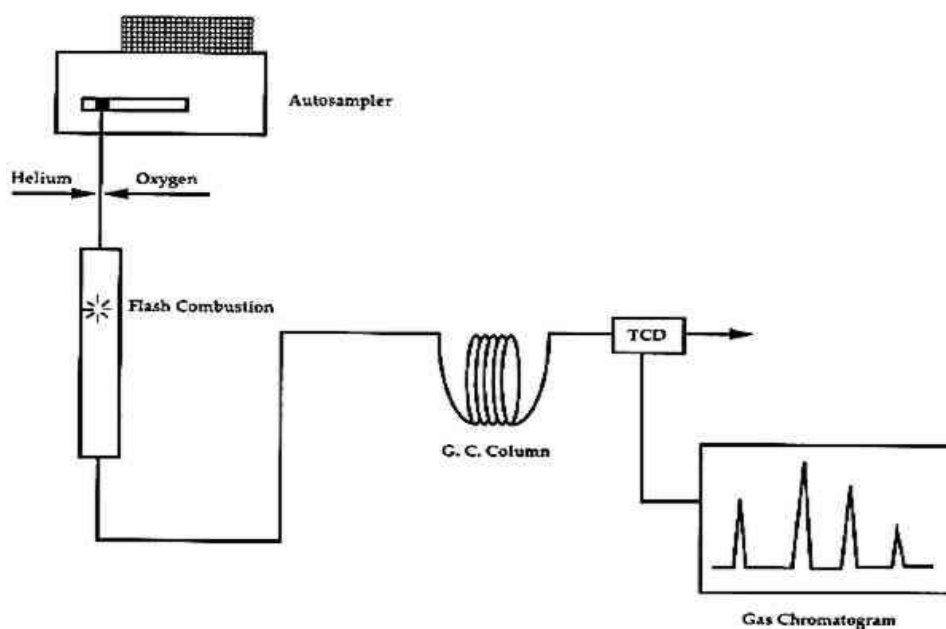 Autosampler
Helium
Oxygen
Flash Combustion
TCD
G. C. Column
Gas Chromatogram